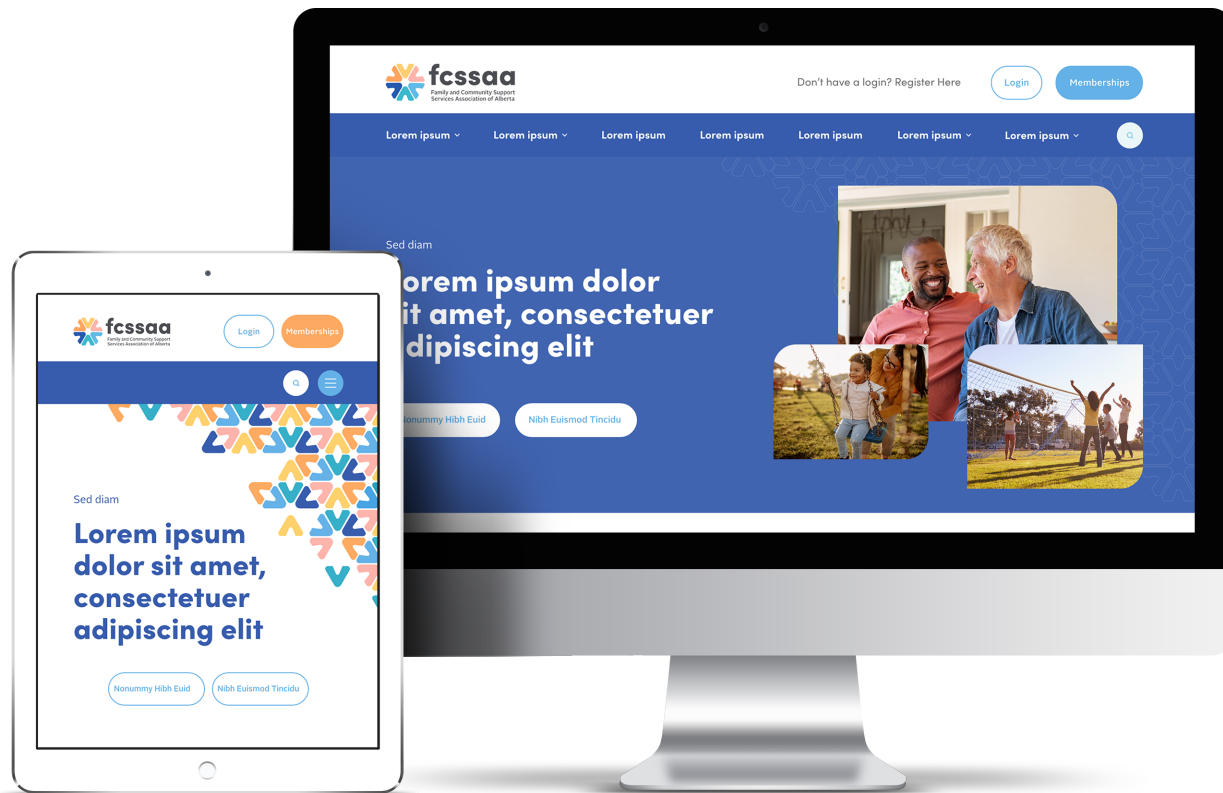 fcssaa
Family and Community Support
Services Association of Alberta
Don't have a login? Register Here
Login
Memberships
Lorem ipsum
Lorem ipsum
Lorem ipsum
Lorem ipsum
Lorem ipsum
Lorem ipsum
Lorem ipsum
Sed diam
orem ipsum dolor
it amet, consectetuer
dipiscing elit
onummy Hibh Euid
Nibh Euismod Tincidu
fcssaa
Family and Community Support
Services Association of Alberta
Login
Memberships
Sed diam
Lorem ipsum
dolor sit amet,
consectetuer
adipiscing elit
Nonummy Hibh Euid
Nibh Euismod Tincidu